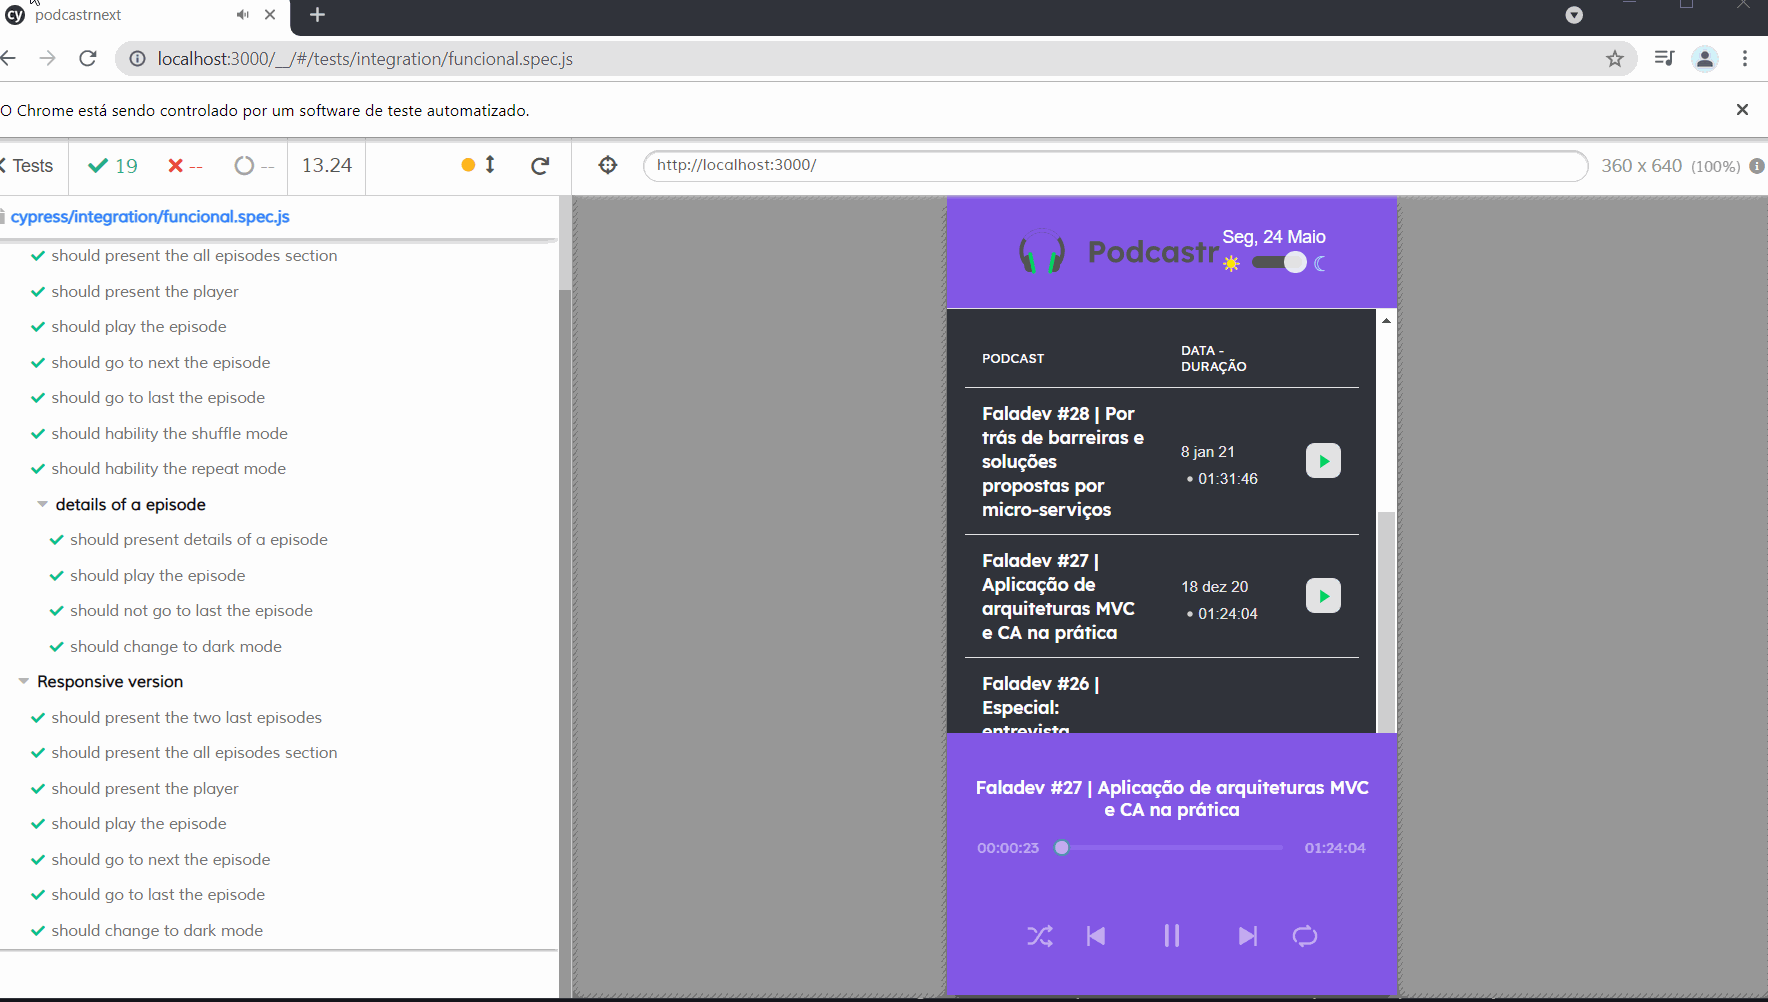 cy podcastrnext
localhost:3000/__/#/tests/integration/funcional.spec.js
O Chrome está sendo controlado por um software de teste automatizado.
Tests 19 -- -- 13.24
http://localhost:3000/ 360 x 640 (100%)
cypress/integration/funcional.spec.js
should present the all episodes section
should present the player
should play the episode
should go to next the episode
should go to last the episode
should hability the shuffle mode
should hability the repeat mode
details of a episode
should present details of a episode
should play the episode
should not go to last the episode
should change to dark mode
Responsive version
should present the two last episodes
should present the all episodes section
should present the player
should play the episode
should go to next the episode
should go to last the episode
should change to dark mode
Podcastr
Seg, 24 Maio
PODCAST
DATA -
DURAÇÃO
Faladev #28 | Por
trás de barreiras e
soluções
propostas por
micro-serviços
8 jan 21
• 01:31:46
Faladev #27 |
Aplicação de
arquiteturas MVC
e CA na prática
18 dez 20
• 01:24:04
Faladev #26 |
Especial:
entrevista
Faladev #27 | Aplicação de arquiteturas MVC
e CA na prática
00:00:23 01:24:04